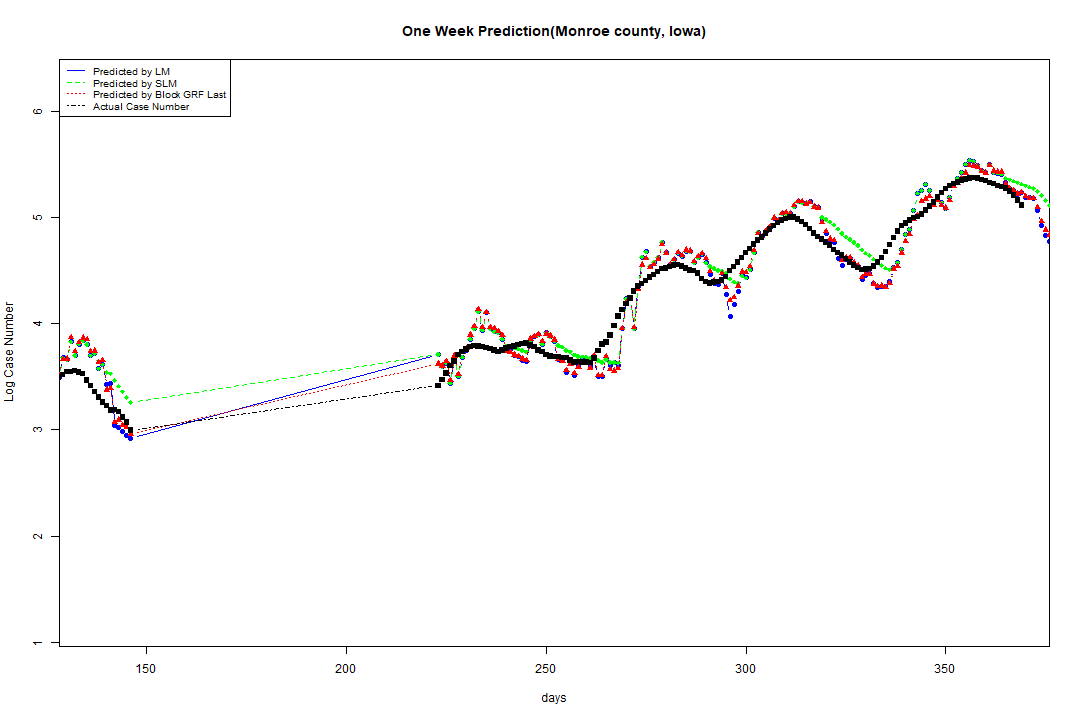 One Week Prediction(Monroe county, Iowa)
Predicted by LM
Predicted by SLM
Predicted by Block GRF Last
Actual Case Number
Log Case Number
6
5
4
3
2
1
150
200
250
300
350
days